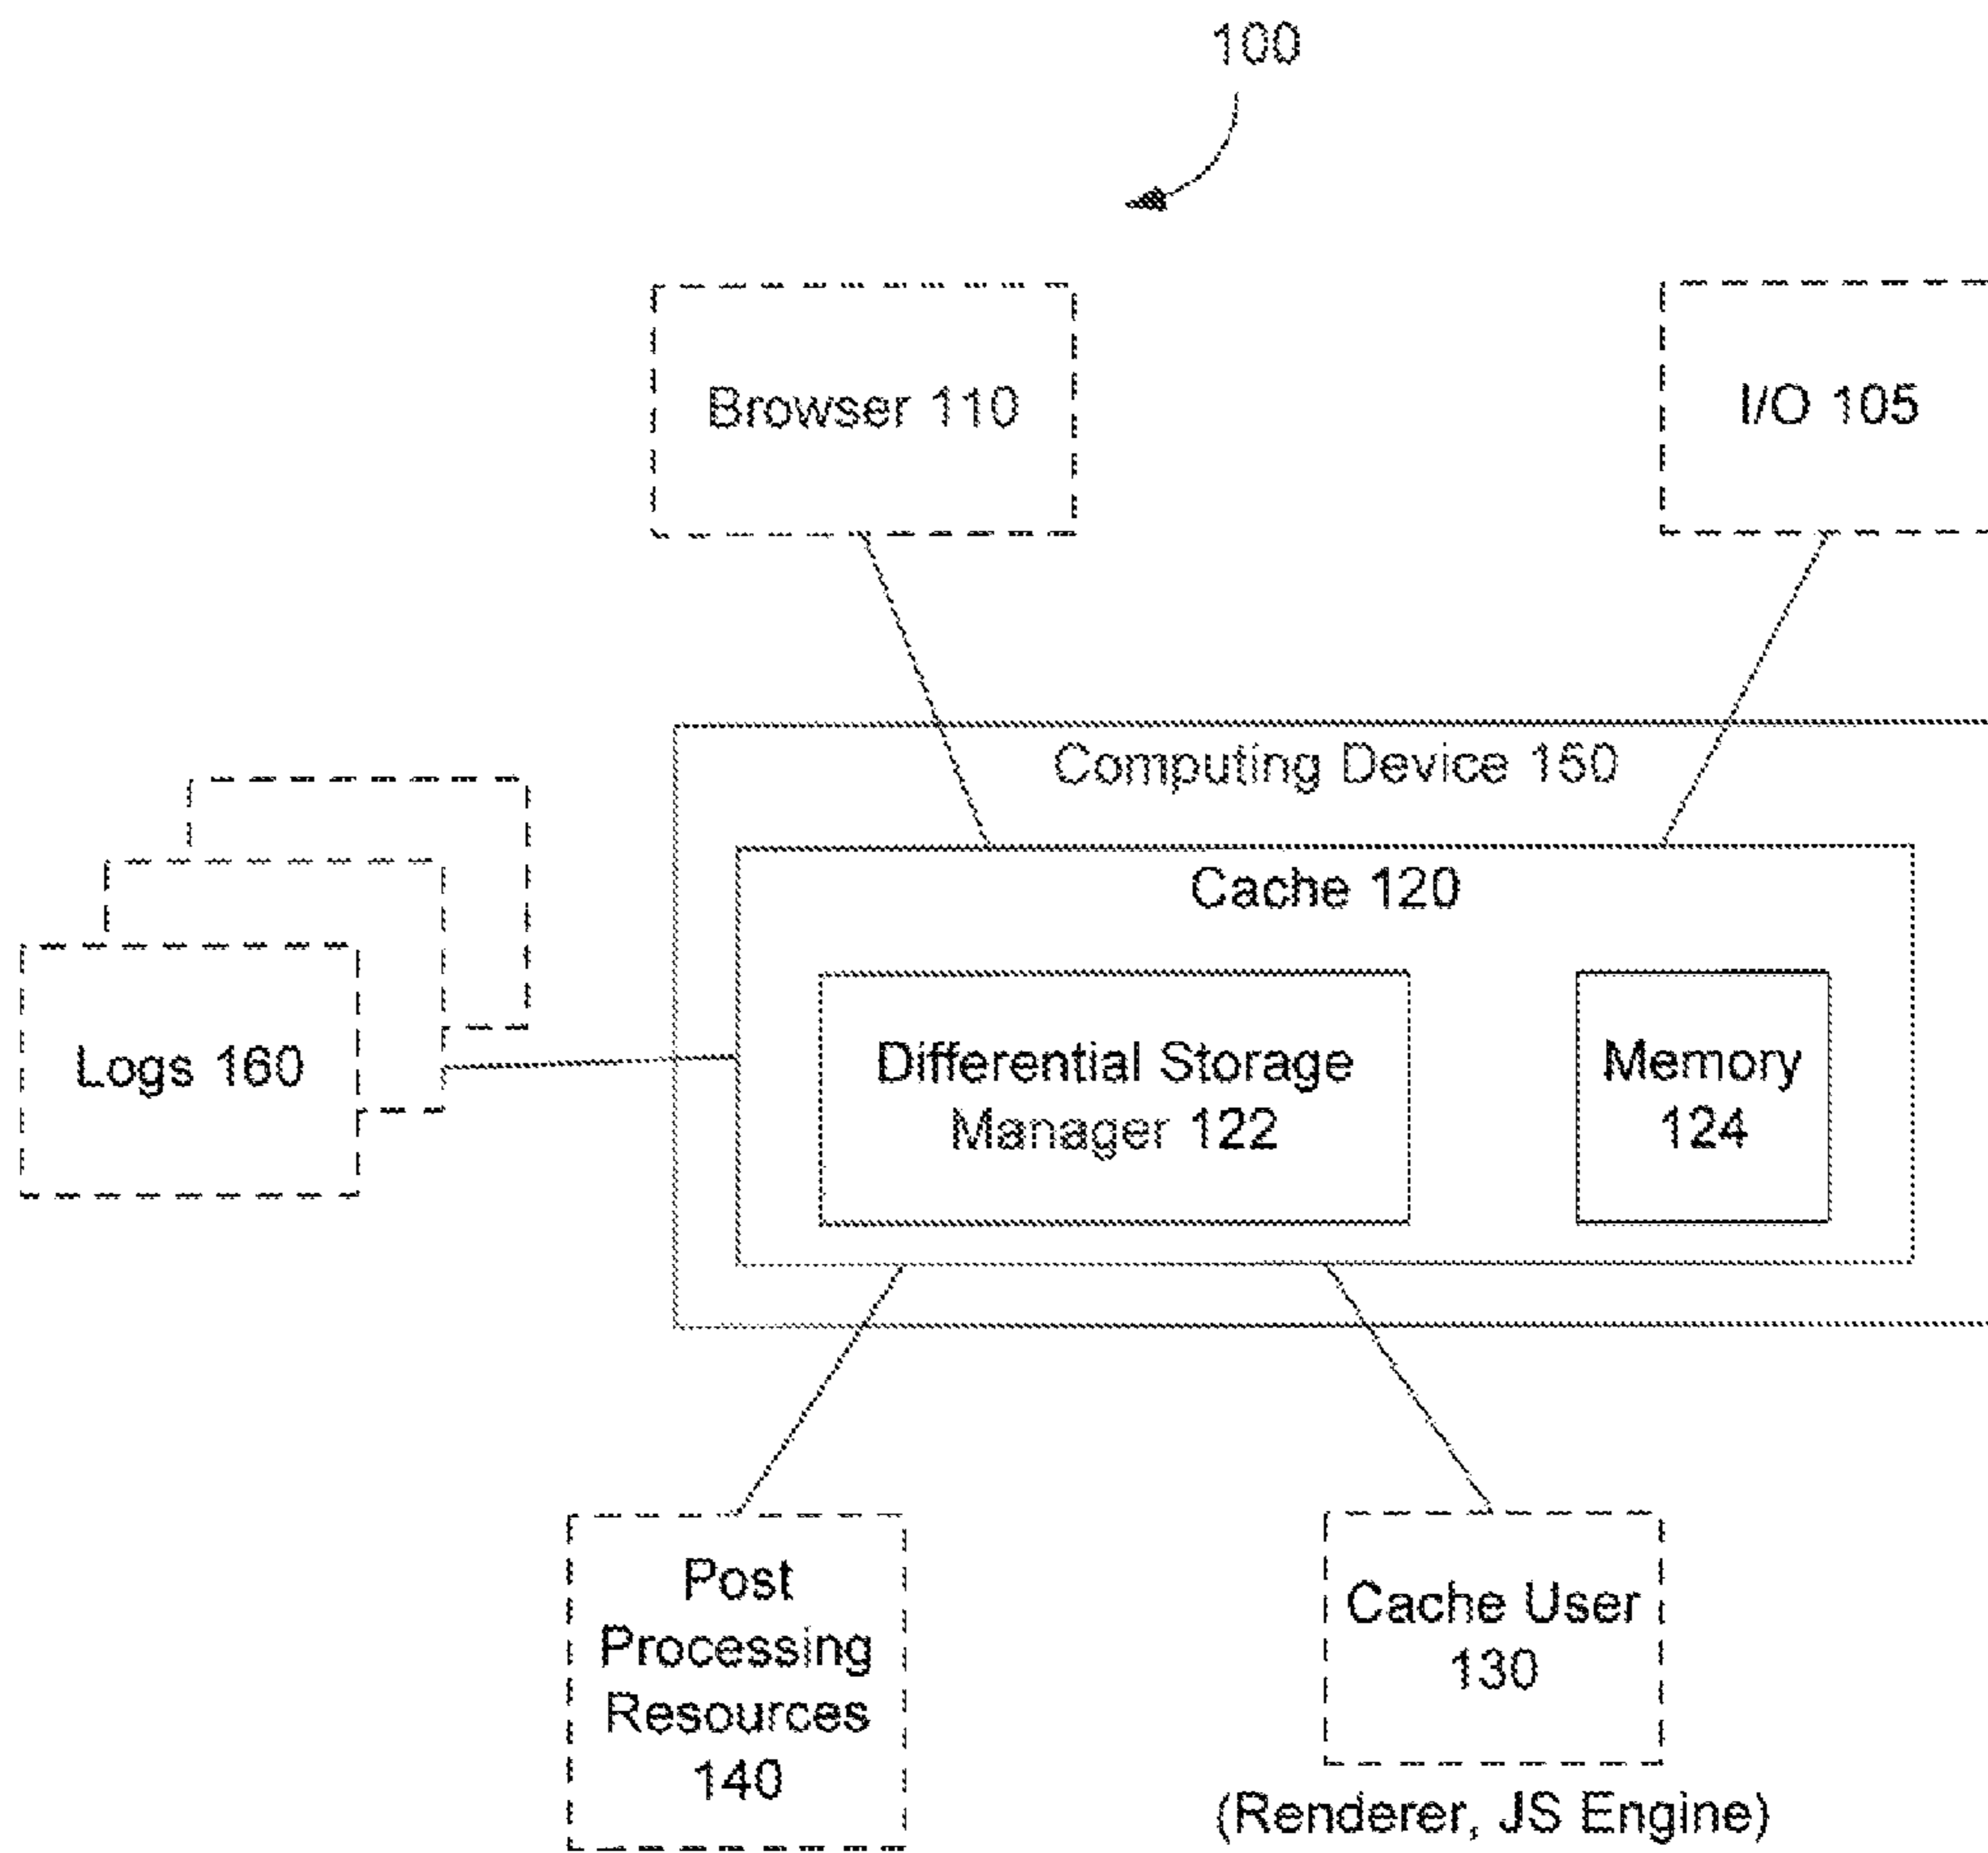 100
Browser 110
I/O 105
Computing Device 150
Cache 120
Differential Storage
Manager 122
Memory
124
Logs 160
Post
Processing
Resources
140
Cache User
130
(Renderer, JS Engine)